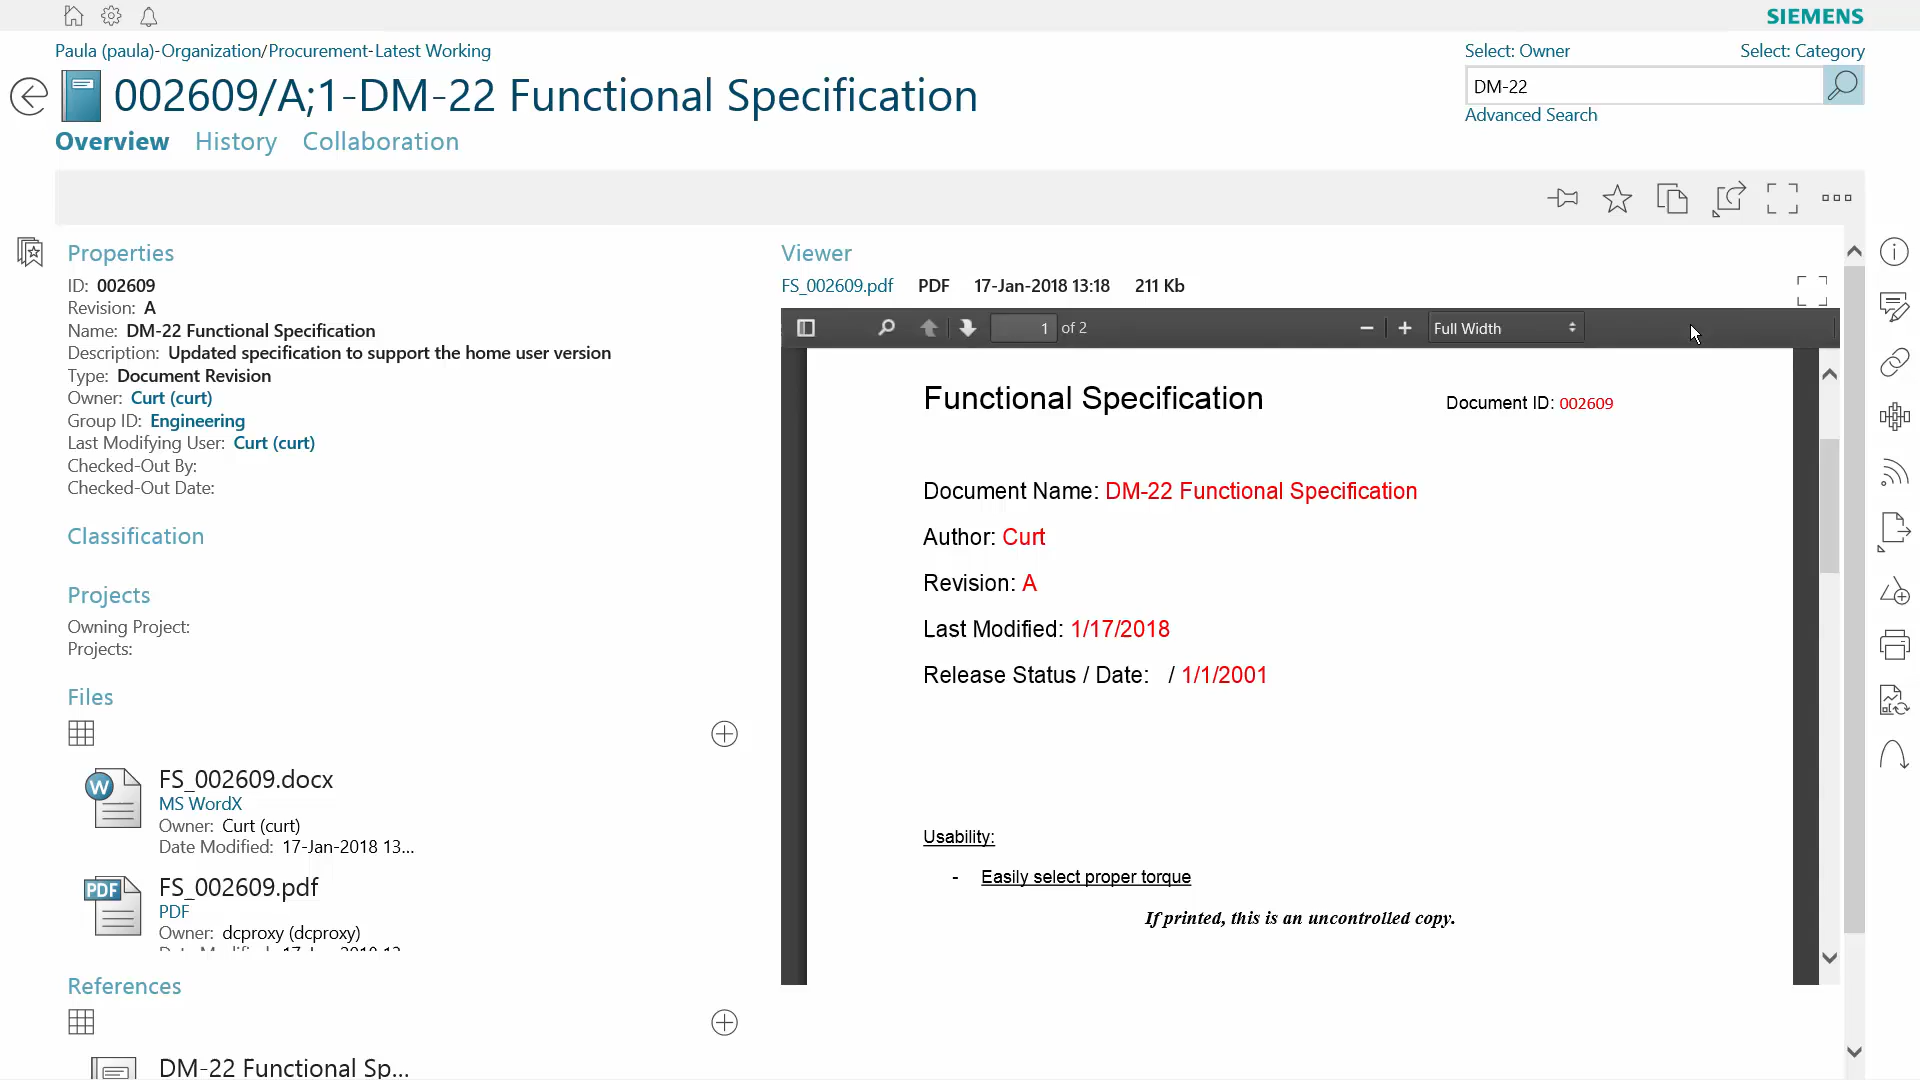 SIEMENS
Paula (paula)-Organization/Procurement-Latest Working
Select: Owner
Select: Category
002609/A;1-DM-22 Functional Specification
DM-22
Advanced Search
Overview History Collaboration
Properties
ID: 002609
Revision: A
Name: DM-22 Functional Specification
Description: Updated specification to support the home user version
Type: Document Revision
Owner: Curt (curt)
Group ID: Engineering
Last Modifying User: Curt (curt)
Checked-Out By:
Checked-Out Date:
Classification
Projects
Owning Project:
Projects:
Files
W
FS_002609.docx
MS WordX
Owner: Curt (curt)
Date Modified: 17-Jan-2018 13...
PDF
FS_002609.pdf
PDF
Owner: dcproxy (dcproxy)
References
DM-22 Functional Sp...
Viewer
FS_002609.pdf PDF 17-Jan-2018 13:18 211 Kb
1 of 2
Full Width
Functional Specification
Document ID: 002609
Document Name: DM-22 Functional Specification
Author: Curt
Revision: A
Last Modified: 1/17/2018
Release Status / Date: / 1/1/2001
Usability:
- Easily select proper torque
If printed, this is an uncontrolled copy.